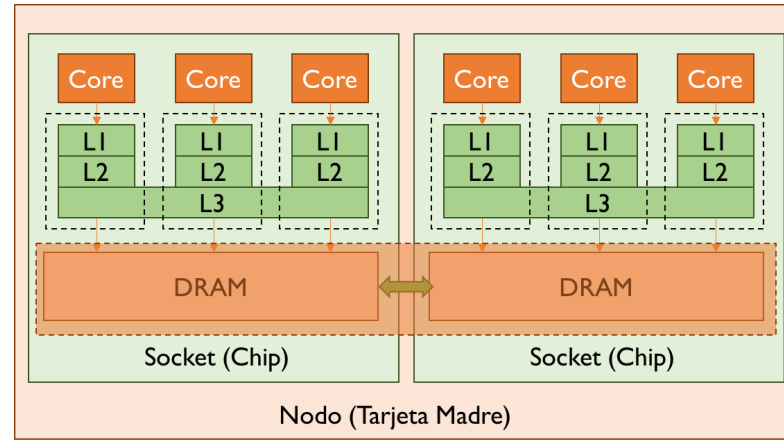 Core Core Core Core Core Core
L1 L1 L1 L1 L1 L1
L2 L2 L2 L2 L2 L2
L3 L3
DRAM DRAM
Socket (Chip) Socket (Chip)
Nodo (Tarjeta Madre)